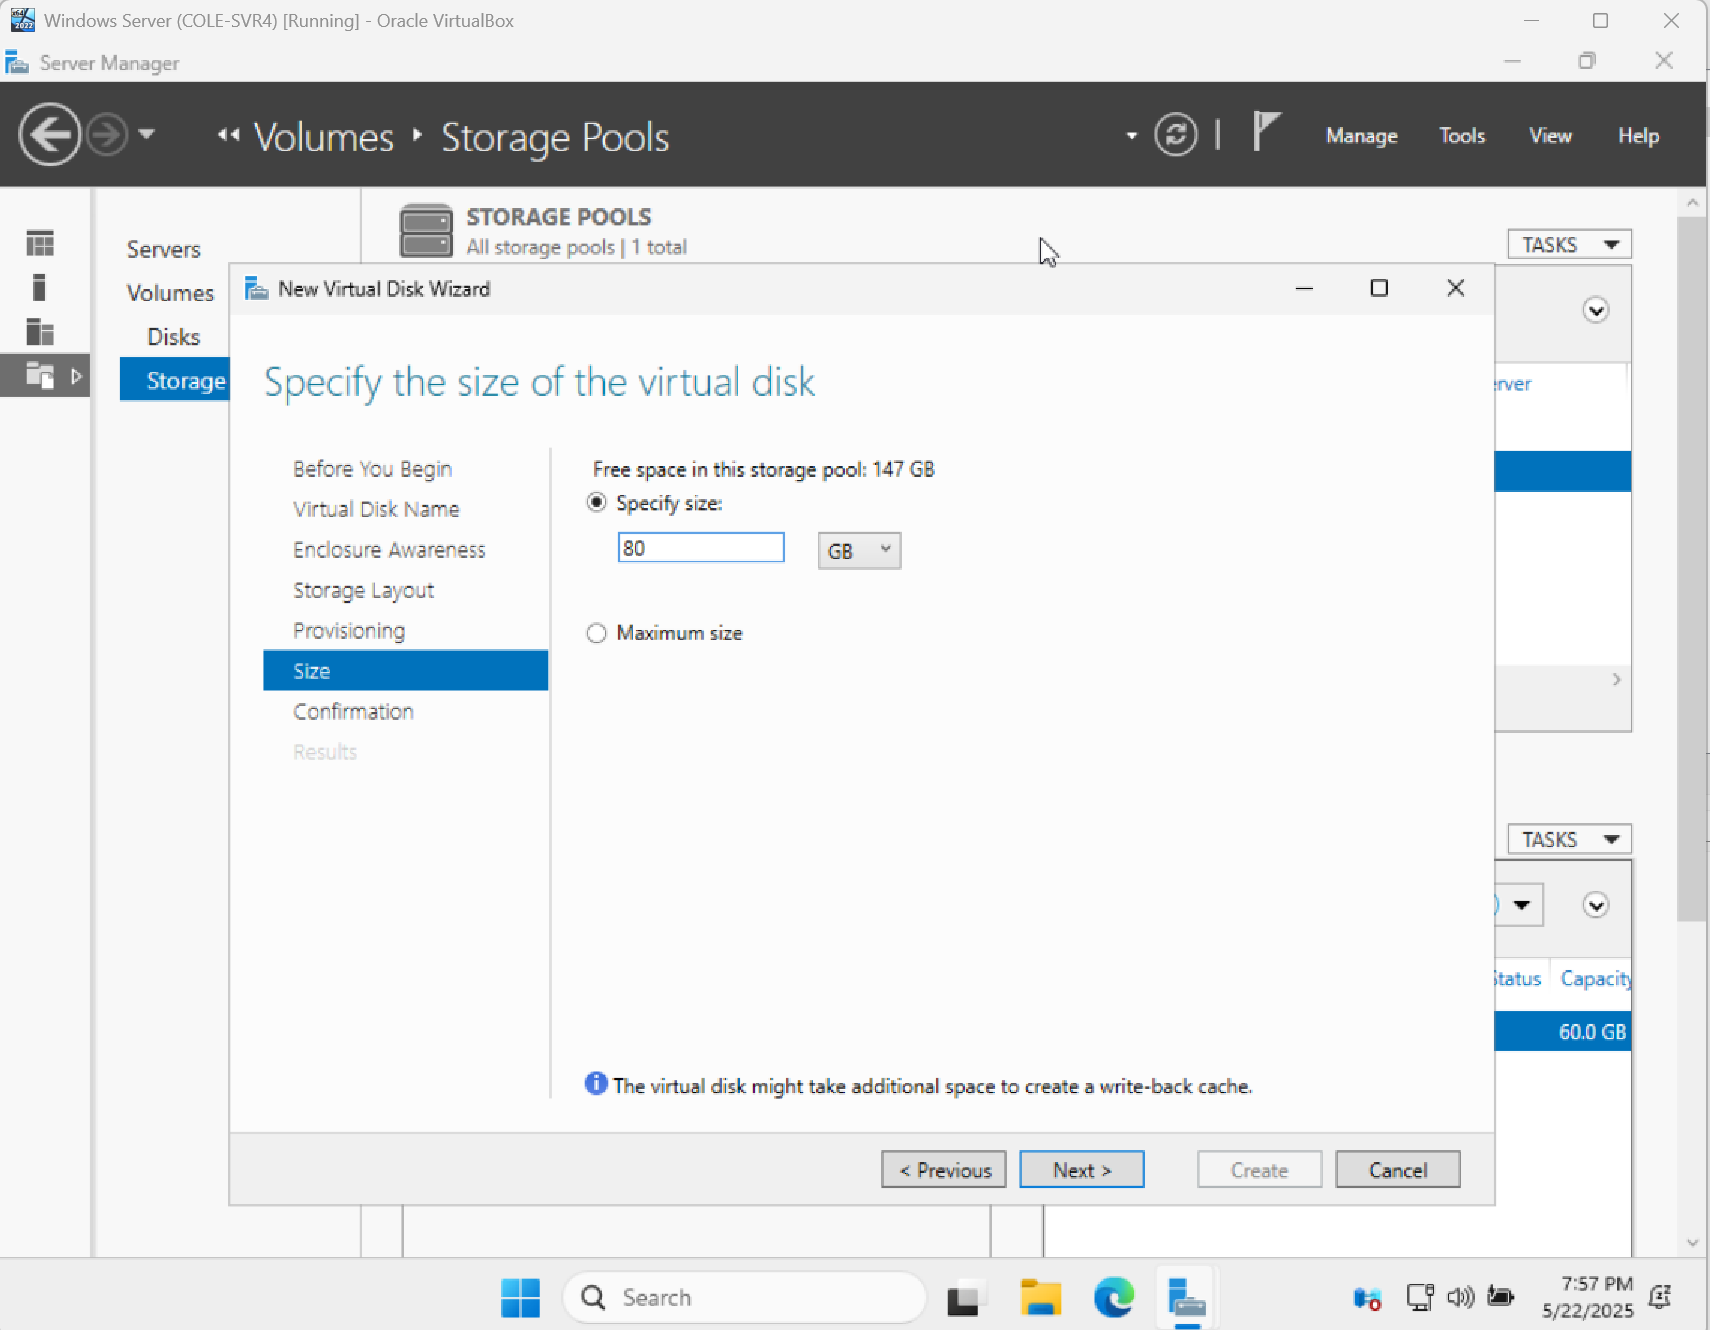 Windows Server (COLE-SVR4) [Running] - Oracle VirtualBox
Server Manager
Volumes
Storage Pools
Manage
Tools
View
Help
STORAGE POOLS
All storage pools | 1 total
TASKS
Servers
Volumes
Disks
Storage
New Virtual Disk Wizard
Specify the size of the virtual disk
Before You Begin
Virtual Disk Name
Enclosure Awareness
Storage Layout
Provisioning
Size
Confirmation
Results
Free space in this storage pool: 147 GB
Specify size:
80
GB
Maximum size
The virtual disk might take additional space to create a write-back cache.
< Previous
Next >
Create
Cancel
erver
TASKS
Status
Capacity
60.0 GB
Search
7:57 PM
5/22/2025